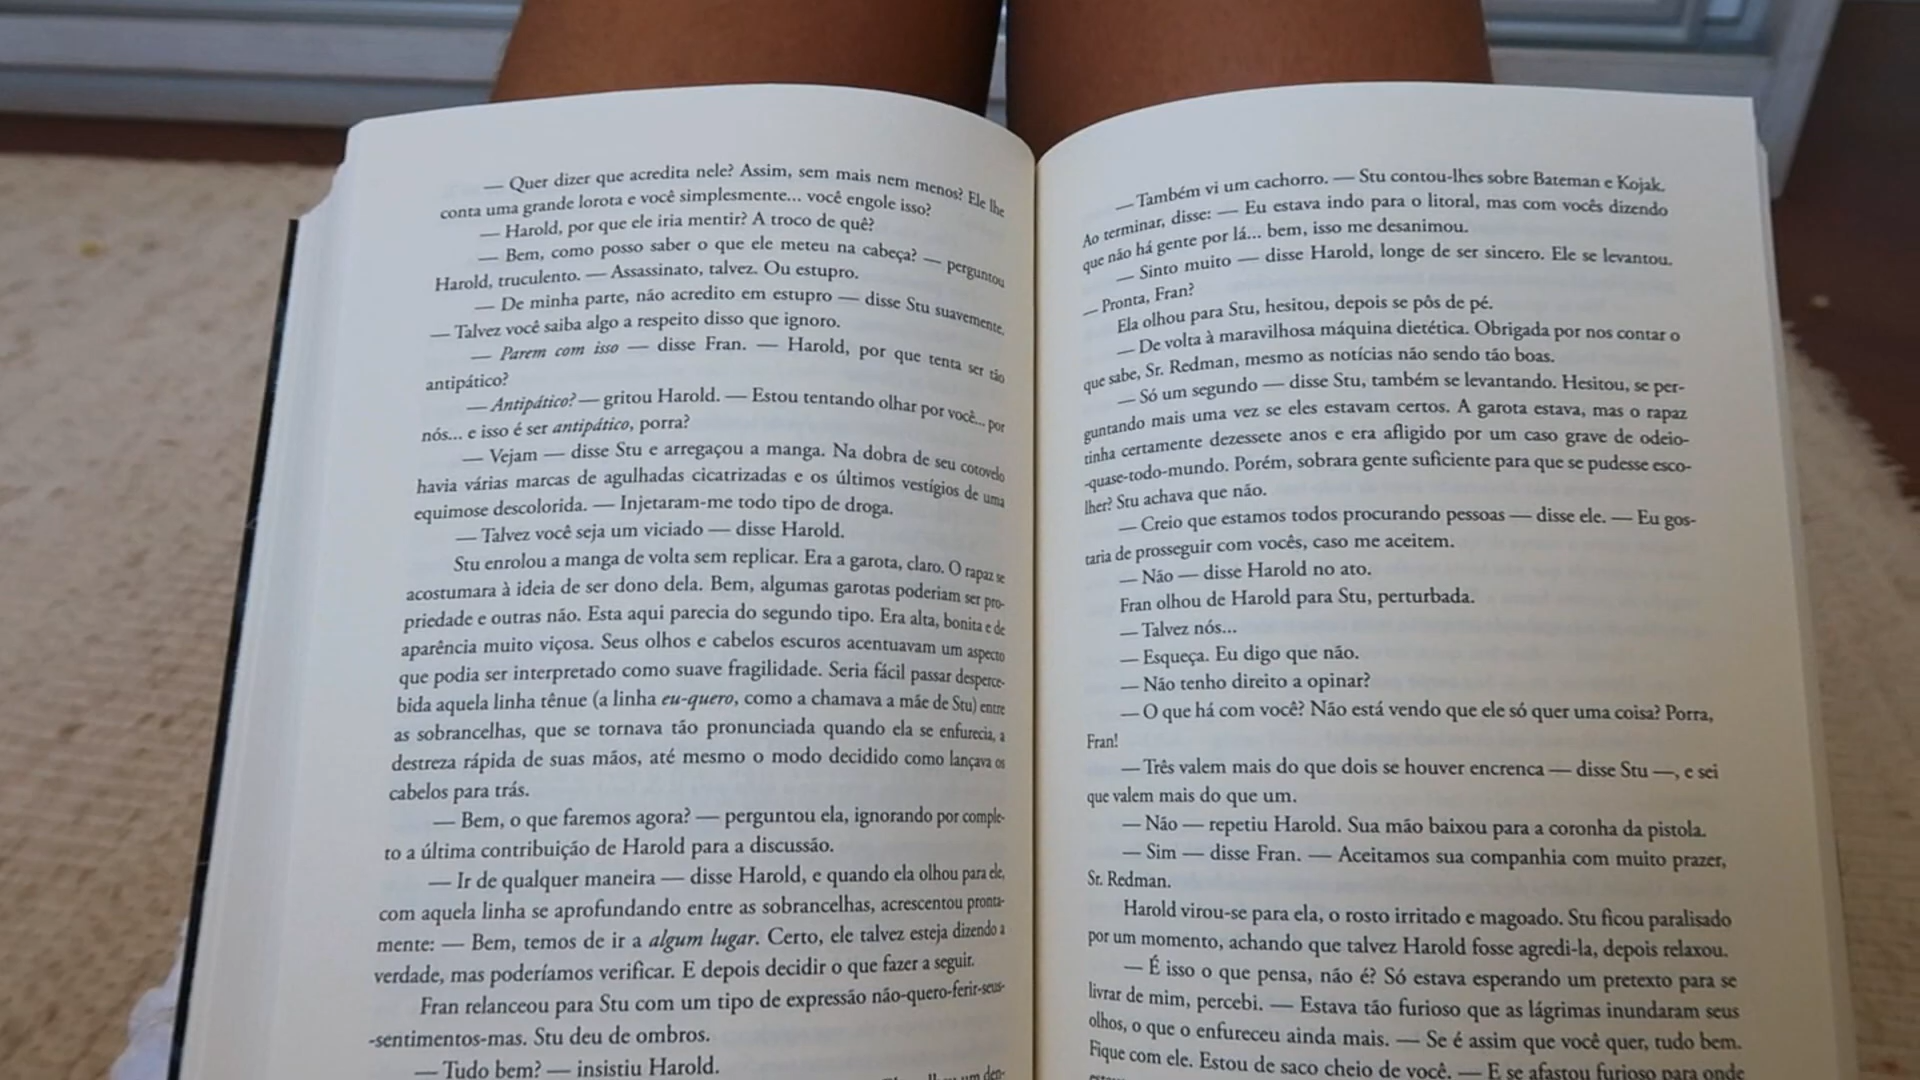 — Quer dizer que acredita nele? Assim, sem mais nem menos? Ele lhe
conta uma grande lorota e você simplesmente... você engole isso?
— Harold, por que ele iria mentir? A troco de quê?
— Bem, como posso saber o que ele meteu na cabeça? — perguntou
Harold, truculento. — Assassinato, talvez. Ou estupro.
— De minha parte, não acredito em estupro — disse Stu suavemente.
— Talvez você saiba algo a respeito disso que ignoro.
— Parem com isso — disse Fran. — Harold, por que tenta ser tão
antipático?
— Antipático? — gritou Harold. — Estou tentando olhar por você... por
nós... e isso é ser antipático, porra?
— Vejam — disse Stu e arregaçou a manga. Na dobra de seu cotovelo
havia várias marcas de agulhadas cicatrizadas e os últimos vestígios de uma
equimose descolorida. — Injetaram-me todo tipo de droga.
— Talvez você seja um viciado — disse Harold.
Stu enrolou a manga de volta sem replicar. Era a garota, claro. O rapaz se
acostumara à ideia de ser dono dela. Bem, algumas garotas poderiam ser pro-
priedade e outras não. Esta aqui parecia do segundo tipo. Era alta, bonita e de
aparência muito viçosa. Seus olhos e cabelos escuros acentuavam um aspecto
que podia ser interpretado como suave fragilidade. Seria fácil passar desperce-
bida aquela linha tênue (a linha eu-quero, como a chamava a mãe de Stu) entre
as sobrancelhas, que se tornava tão pronunciada quando ela se enfurecia, a
destreza rápida de suas mãos, até mesmo o modo decidido como lançava os
cabelos para trás.
— Bem, o que faremos agora? — perguntou ela, ignorando por comple-
to a última contribuição de Harold para a discussão.
— Ir de qualquer maneira — disse Harold, e quando ela olhou para ele,
com aquela linha se aprofundando entre as sobrancelhas, acrescentou pronta-
mente: — Bem, temos de ir a algum lugar. Certo, ele talvez esteja dizendo a
verdade, mas poderíamos verificar. E depois decidir o que fazer a seguir.
Fran relanceou para Stu com um tipo de expressão não-quero-ferir-seus-
-sentimentos-mas. Stu deu de ombros.
— Tudo bem? — insistiu Harold.
— Também vi um cachorro. — Stu contou-lhes sobre Bateman e Kojak.
Ao terminar, disse: — Eu estava indo para o litoral, mas com vocês dizendo
que não há gente por lá... bem, isso me desanimou.
— Sinto muito — disse Harold, longe de ser sincero. Ele se levantou.
— Pronta, Fran?
Ela olhou para Stu, hesitou, depois se pôs de pé.
— De volta à maravilhosa máquina dietética. Obrigada por nos contar o
que sabe, Sr. Redman, mesmo as notícias não sendo tão boas.
— Só um segundo — disse Stu, também se levantando. Hesitou, se per-
guntando mais uma vez se eles estavam certos. A garota estava, mas o rapaz
tinha certamente dezessete anos e era afligido por um caso grave de odeio-
-quase-todo-mundo. Porém, sobrara gente suficiente para que se pudesse esco-
lher? Stu achava que não.
— Creio que estamos todos procurando pessoas — disse ele. — Eu gos-
taria de prosseguir com vocês, caso me aceitem.
— Não — disse Harold no ato.
Fran olhou de Harold para Stu, perturbada.
— Talvez nós...
— Esqueça. Eu digo que não.
— Não tenho direito a opinar?
— O que há com você? Não está vendo que ele só quer uma coisa? Porra,
Fran!
— Três valem mais do que dois se houver encrenca — disse Stu —, e sei
que valem mais do que um.
— Não — repetiu Harold. Sua mão baixou para a coronha da pistola.
— Sim — disse Fran. — Aceitamos sua companhia com muito prazer,
Sr. Redman.
Harold virou-se para ela, o rosto irritado e magoado. Stu ficou paralisado
por um momento, achando que talvez Harold fosse agredi-la, depois relaxou.
— É isso o que pensa, não é? Só estava esperando um pretexto para se
livrar de mim, percebi. — Estava tão furioso que as lágrimas inundaram seus
olhos, o que o enfureceu ainda mais. — Se é assim que você quer, tudo bem.
Fique com ele. Estou de saco cheio de você. — E se afastou furioso para onde